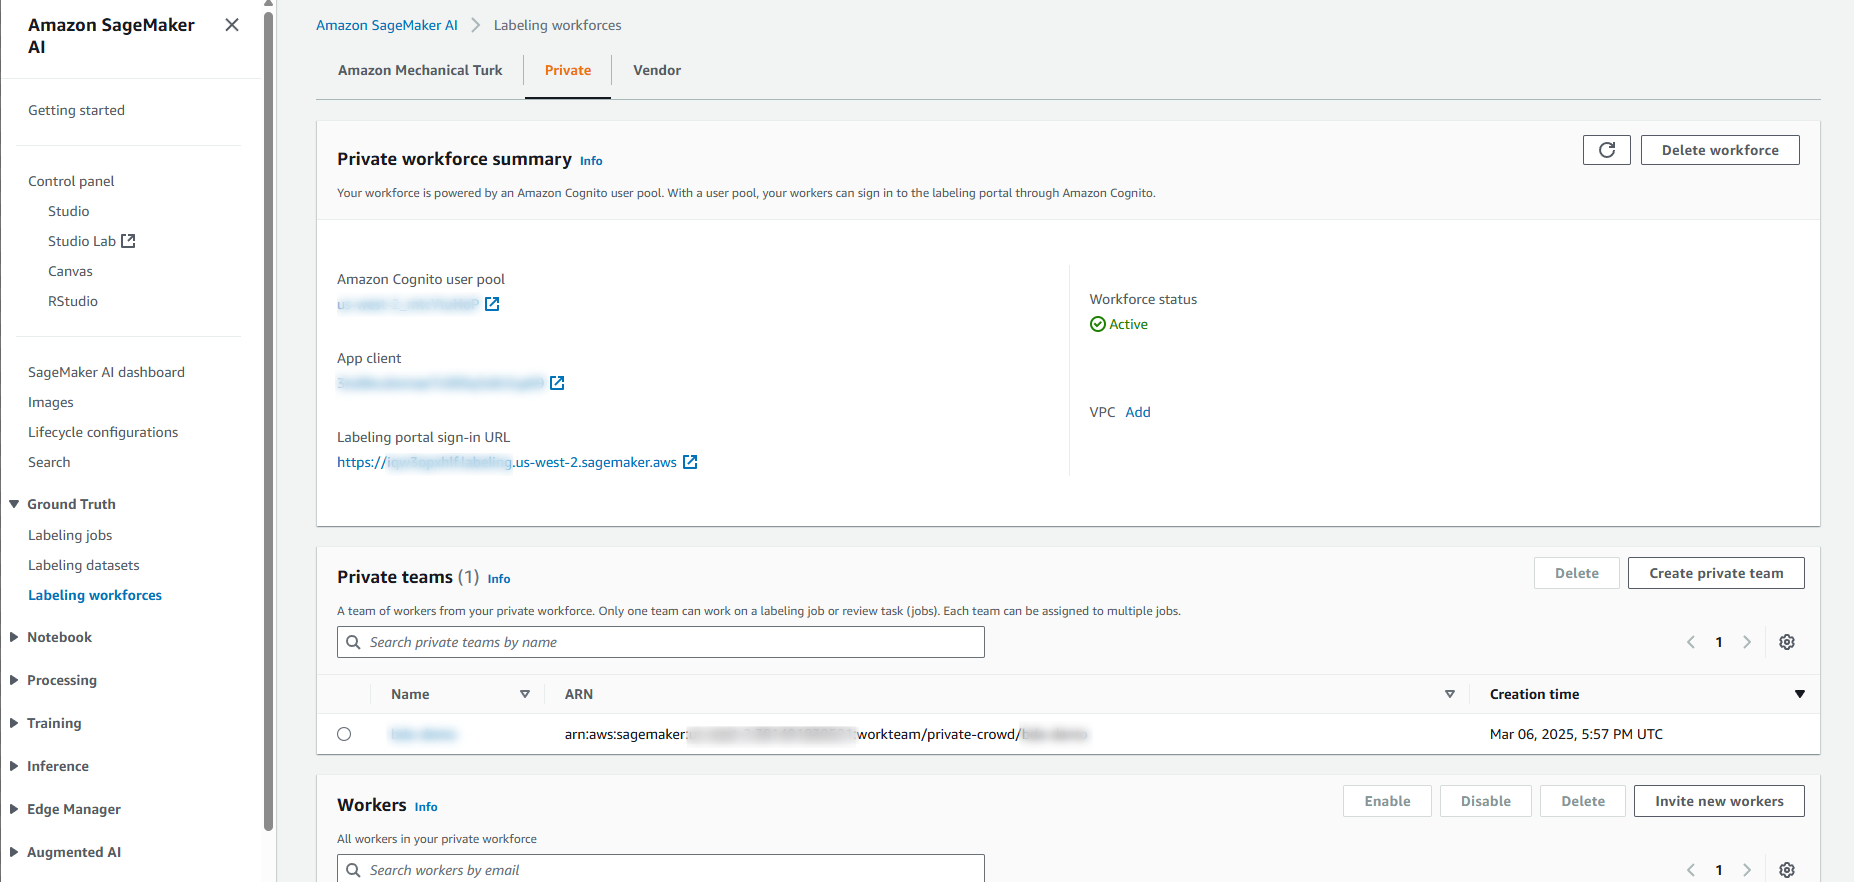 Amazon SageMaker AI
Getting started
Control panel
Studio
Studio Lab
Canvas
RStudio
SageMaker AI dashboard
Images
Lifecycle configurations
Search
Ground Truth
Labeling jobs
Labeling datasets
Labeling workforces
Notebook
Processing
Training
Inference
Edge Manager
Augmented AI
Amazon SageMaker AI > Labeling workforces
Amazon Mechanical Turk Private Vendor
Private workforce summary Info
Delete workforce
Your workforce is powered by an Amazon Cognito user pool. With a user pool, your workers can sign in to the labeling portal through Amazon Cognito.
Amazon Cognito user pool
App client
Labeling portal sign-in URL
https:// .us-west-2.sagemaker.aws
Workforce status
Active
VPC Add
Private teams (1) Info
Delete Create private team
A team of workers from your private workforce. Only one team can work on a labeling job or review task (jobs). Each team can be assigned to multiple jobs.
Search private teams by name
1
Name ARN Creation time
arn:aws:sagemaker: :workteam/private-crowd/ Mar 06, 2025, 5:57 PM UTC
Workers Info
Enable Disable Delete Invite new workers
All workers in your private workforce
Search workers by email
1